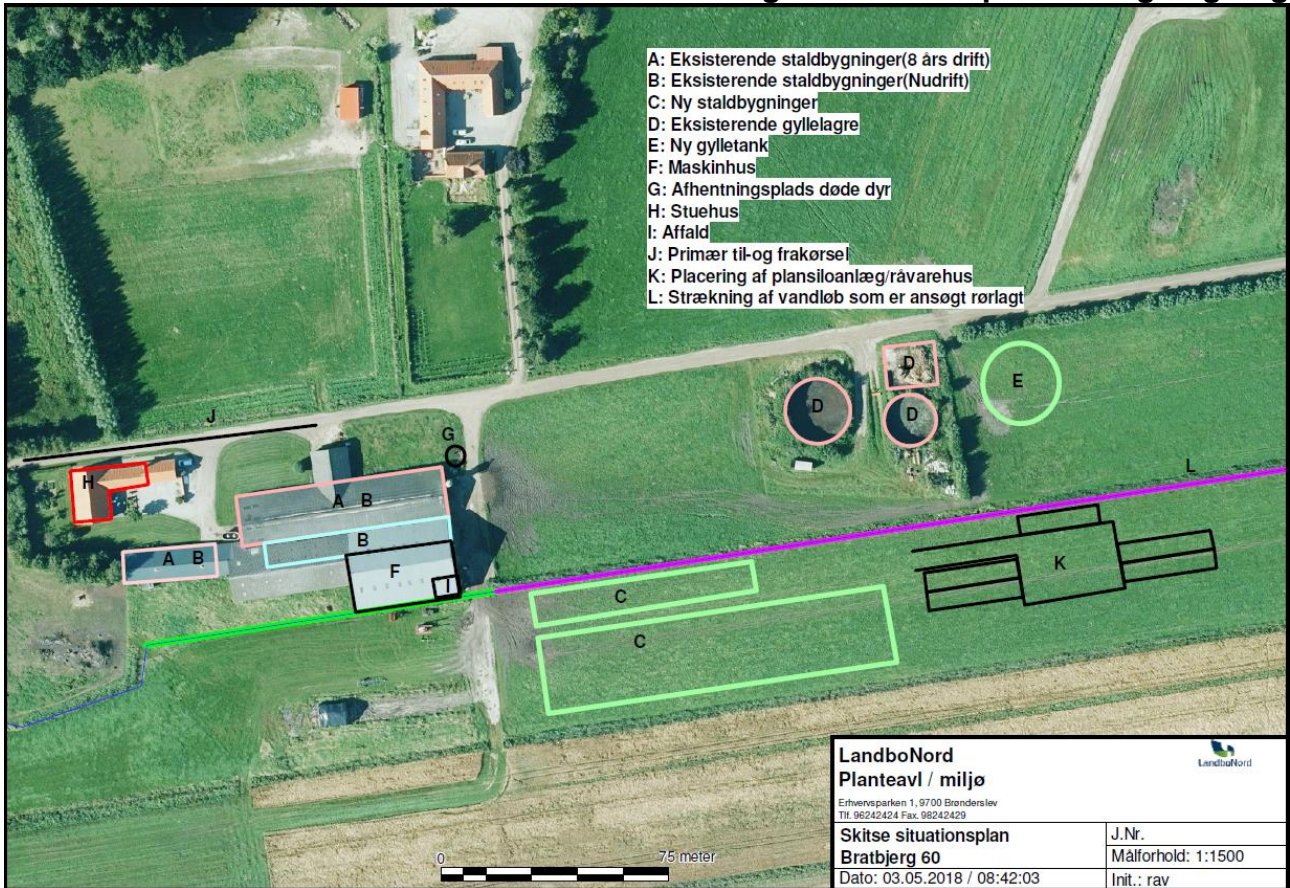 A: Eksisterende staldbygninger(8 års drift)
B: Eksisterende staldbygninger(Nudrift)
C: Ny staldbygninger
D: Eksisterende gyllelagre
E: Ny gylletank
F: Maskinhus
G: Afhentningsplads døde dyr
H: Stuehus
I: Affald
J: Primær til-og frakørsel
K: Placering af plansiloanlæg/råvarehus
L: Strækning af vandløb som er ansøgt rørlagt
D
E
D
D
J
G
L
H
A B
B
A B
F
I
K
C
C
LandboNord
Planteavl / miljø
Erhvervsparken 1, 9700 Brønderslev
Tlf. 96242424 Fax. 98242429
LandboNord
Skitse situationsplan
J.Nr.
Bratbjerg 60
Målforhold: 1:1500
Dato: 03.05.2018 / 08:42:03
Init.: rav
0
75 meter